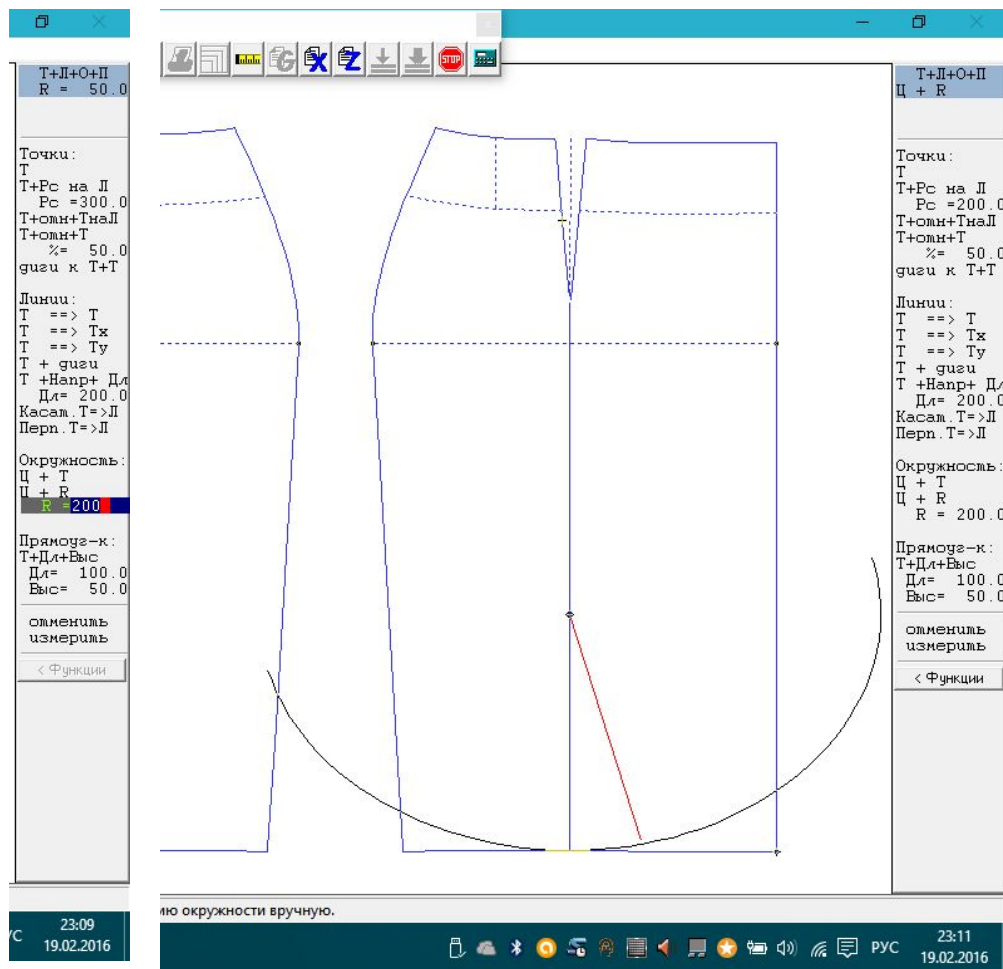 Т+Л+О+П
R = 50.0
Точки:
Т
Т+Рс на Л
Рс =300.0
Т+отн+ТнаЛ
Т+отн+Т
%= 50.0
диги к Т+Т
Линии:
Т ==> Т
Т ==> Тх
Т ==> Ту
Т + диги
Т +Напр+ Дл
Дл= 200.0
Касат.Т=>Л
Перп.Т=>Л
Окружность:
Ц + Т
Ц + R
R =200
Прямоуг-к:
Т+Дл+Выс
Дл= 100.0
Выс= 50.0
отменить
измерить
< Функции
УС
23:09
19.02.2016
G
X
Z
STOP
Т+Л+О+П
Ц + R
Точки:
Т
Т+Рс на Л
Рс =200.0
Т+отн+ТнаЛ
Т+отн+Т
%= 50.0
диги к Т+Т
Линии:
Т ==> Т
Т ==> Тх
Т ==> Ту
Т + диги
Т +Напр+ Дл
Дл= 200.0
Касат.Т=>Л
Перп.Т=>Л
Окружность:
Ц + Т
Ц + R
R = 200.0
Прямоуг-к:
Т+Дл+Выс
Дл= 100.0
Выс= 50.0
отменить
измерить
< Функции
ию окружности вручную.
РУС
23:11
19.02.2016